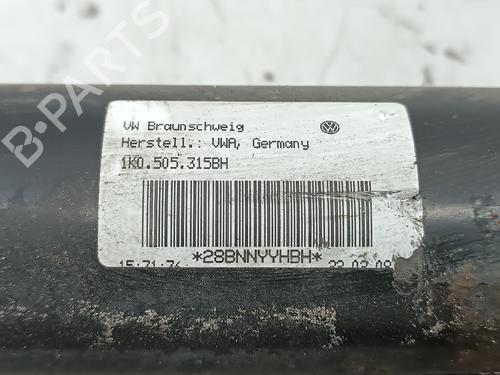 B-PARTS
VW Braunschweig
Herstell.: VWA, Germany
1K0.505.315BH
*28BNNYYHBH*